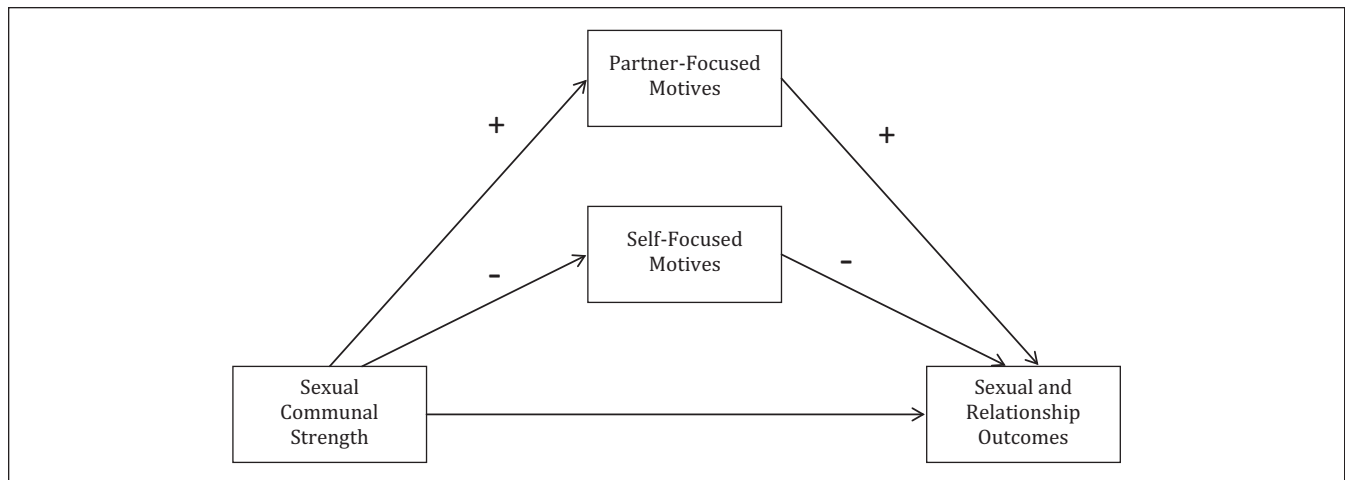 Partner-Focused
Motives
+
+
Self-Focused
Motives
-
-
Sexual
Communal
Strength
Sexual and
Relationship
Outcomes